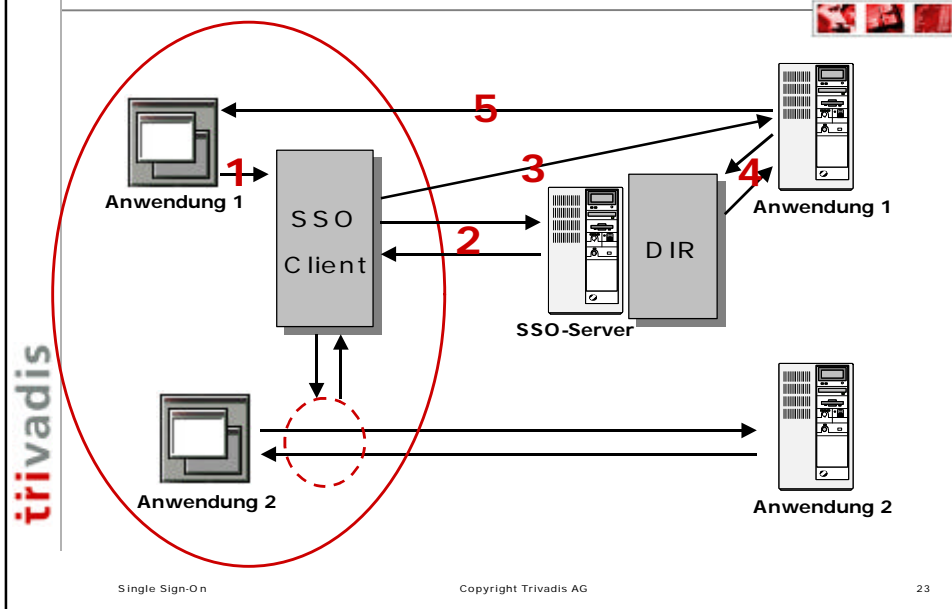 5
1
3
4
Anwendung 1
Anwendung 1
SSO
Client
2
DIR
SSO-Server
trivadis
Anwendung 2
Anwendung 2
Single Sign-On
Copyright Trivadis AG
23